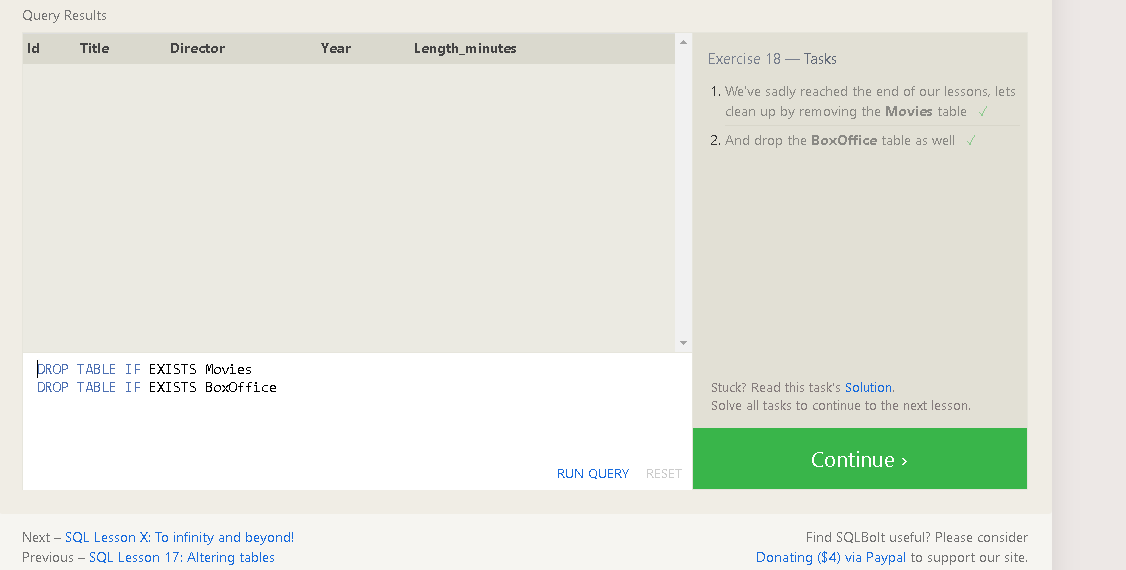 Query Results
Id Title Director Year Length_minutes
DROP TABLE IF EXISTS Movies
DROP TABLE IF EXISTS BoxOffice
RUN QUERY RESET
Exercise 18 — Tasks
1. We've sadly reached the end of our lessons, lets
clean up by removing the Movies table ✓
2. And drop the BoxOffice table as well ✓
Stuck? Read this task's Solution.
Solve all tasks to continue to the next lesson.
Continue ›
Next – SQL Lesson X: To infinity and beyond!
Previous – SQL Lesson 17: Altering tables
Find SQLBolt useful? Please consider
Donating ($4) via Paypal to support our site.